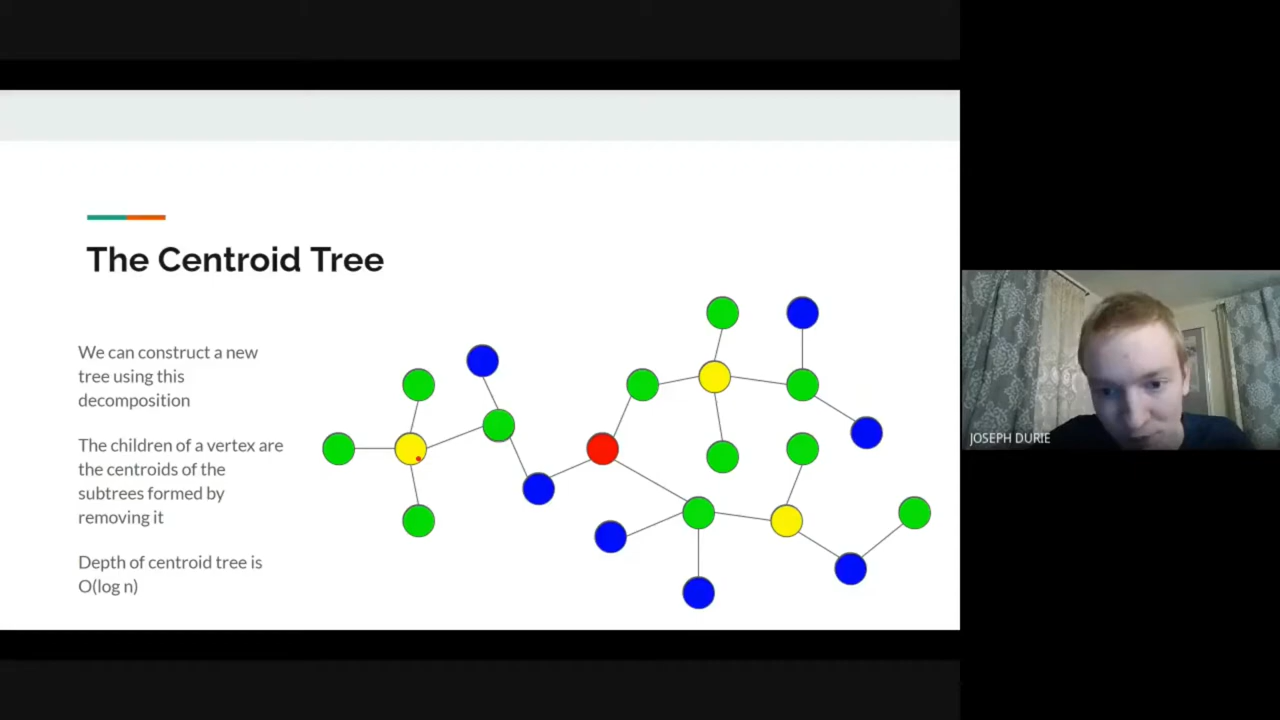 The Centroid Tree
We can construct a new
tree using this
decomposition
The children of a vertex are
the centroids of the
subtrees formed by
removing it
Depth of centroid tree is
O(log n)
JOSEPH DURIE